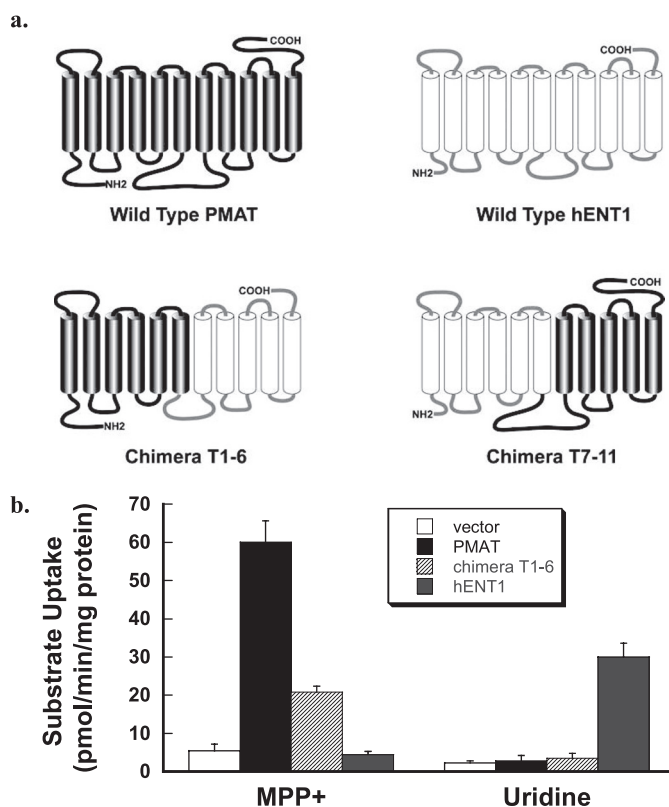 a.
COOH
NH2
Wild Type PMAT
COOH
NH2
Wild Type hENT1
COOH
NH2
Chimera T1-6
COOH
NH2
Chimera T7-11
b.
Substrate Uptake
(pmol/min/mg protein)
70
60
50
40
30
20
10
0
vector
PMAT
chimera T1-6
hENT1
MPP+
Uridine